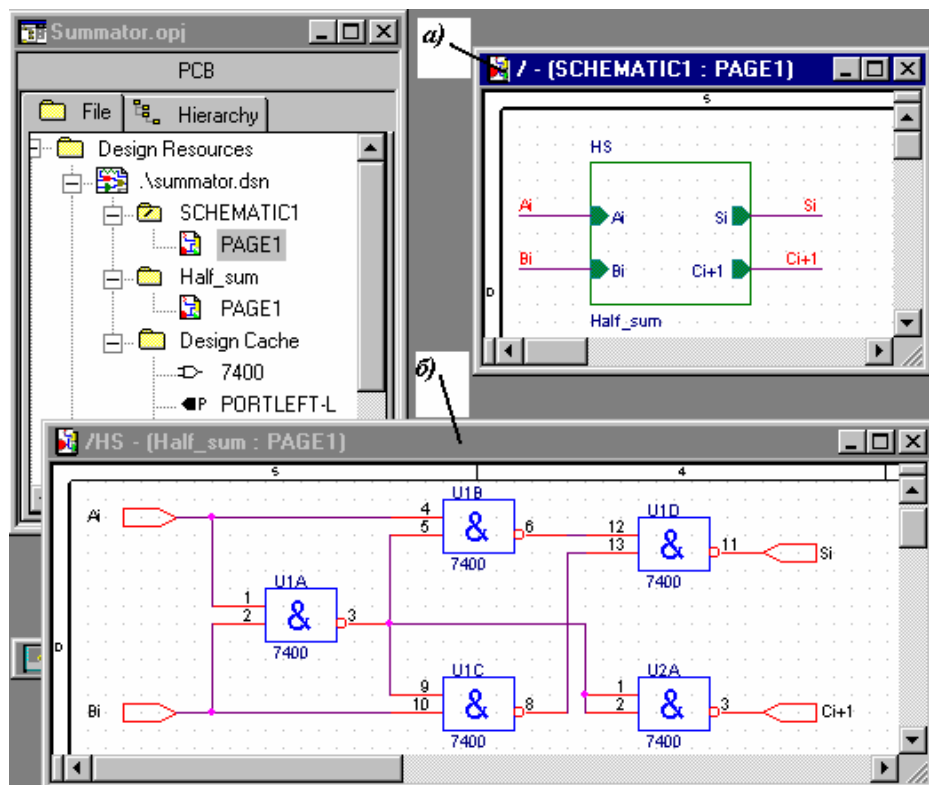 Summator.opj
PCB
File
Hierarchy
Design Resources
.\summator.dsn
SCHEMATIC1
PAGE1
Half_sum
PAGE1
Design Cache
7400
PORTLEFT-L
а)
/ - (SCHEMATIC1 : PAGE1)
5
HS
Ai
Ai
Si
Si
Bi
Bi
Ci+1
Ci+1
D
Half_sum
б)
/HS - (Half_sum : PAGE1)
5
4
U1B
Ai
4
5
&
6
7400
U1D
12
13
&
11
Si
7400
U1A
1
2
&
3
7400
D
U1C
9
10
&
8
7400
U2A
1
2
&
3
7400
Bi
Ci+1